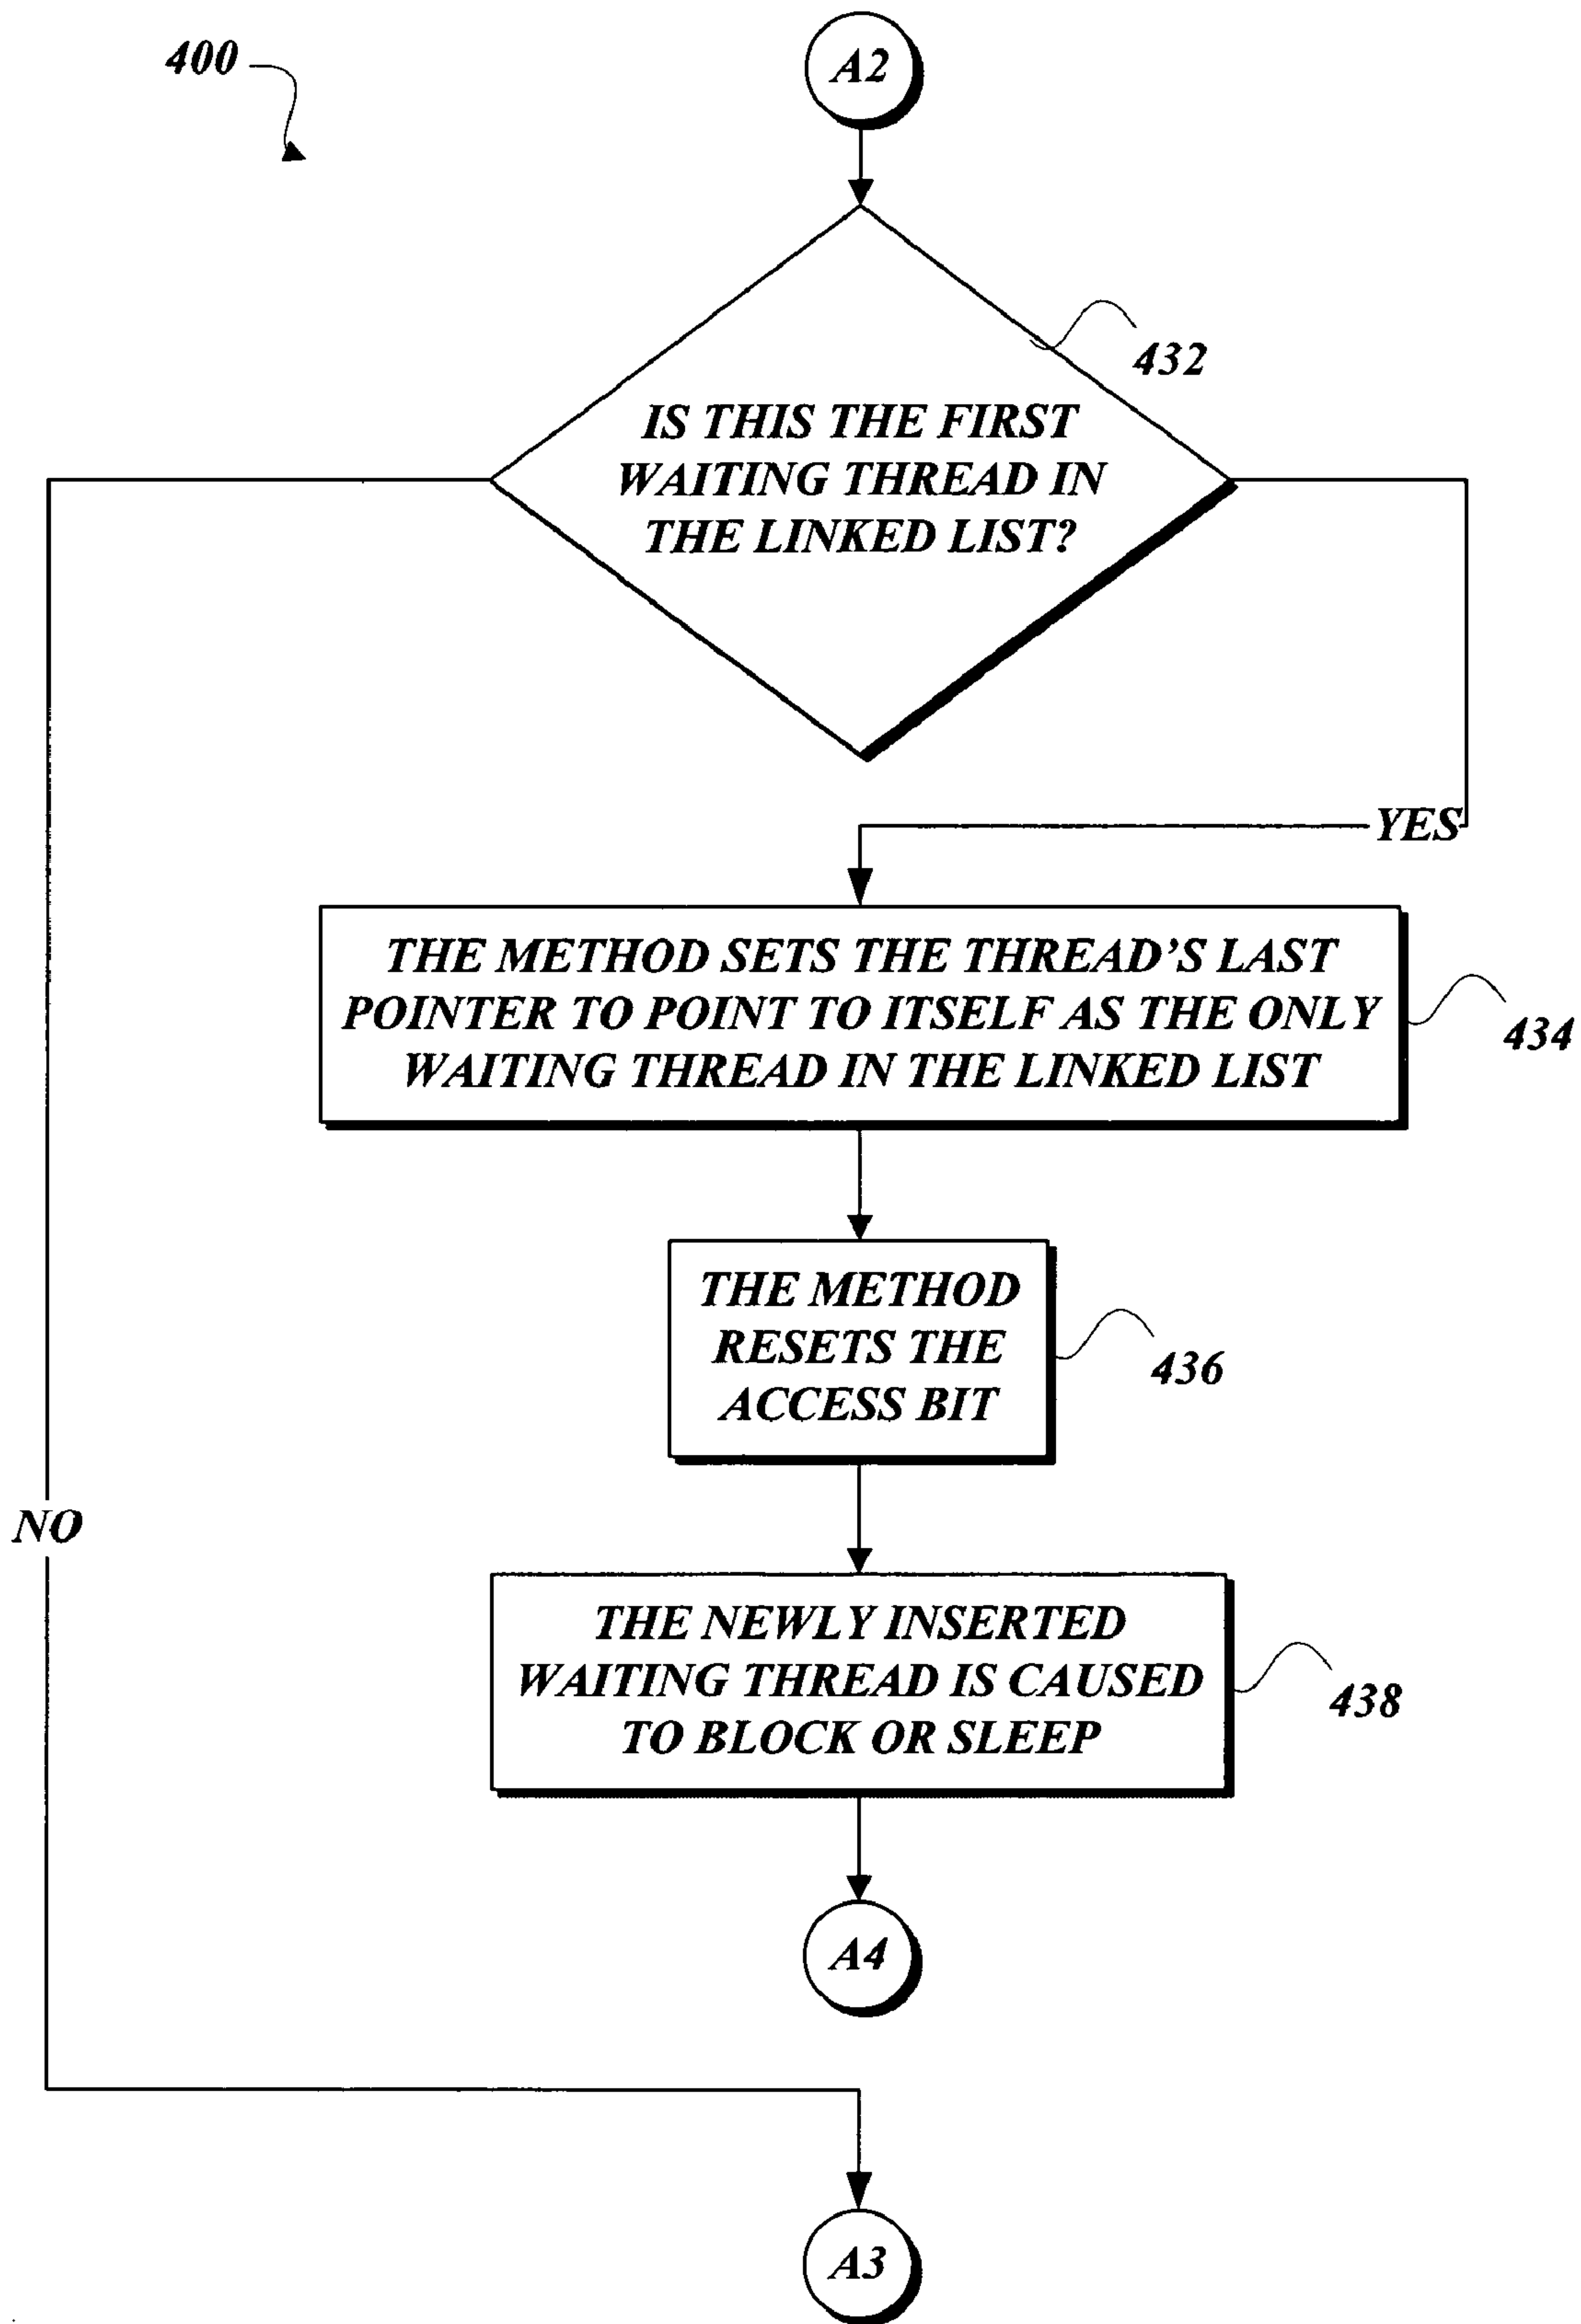 400
A2
432
IS THIS THE FIRST
WAITING THREAD IN
THE LINKED LIST?
YES
THE METHOD SETS THE THREAD'S LAST
POINTER TO POINT TO ITSELF AS THE ONLY
WAITING THREAD IN THE LINKED LIST
434
THE METHOD
RESETS THE
ACCESS BIT
436
NO
THE NEWLY INSERTED
WAITING THREAD IS CAUSED
TO BLOCK OR SLEEP
438
A4
A3